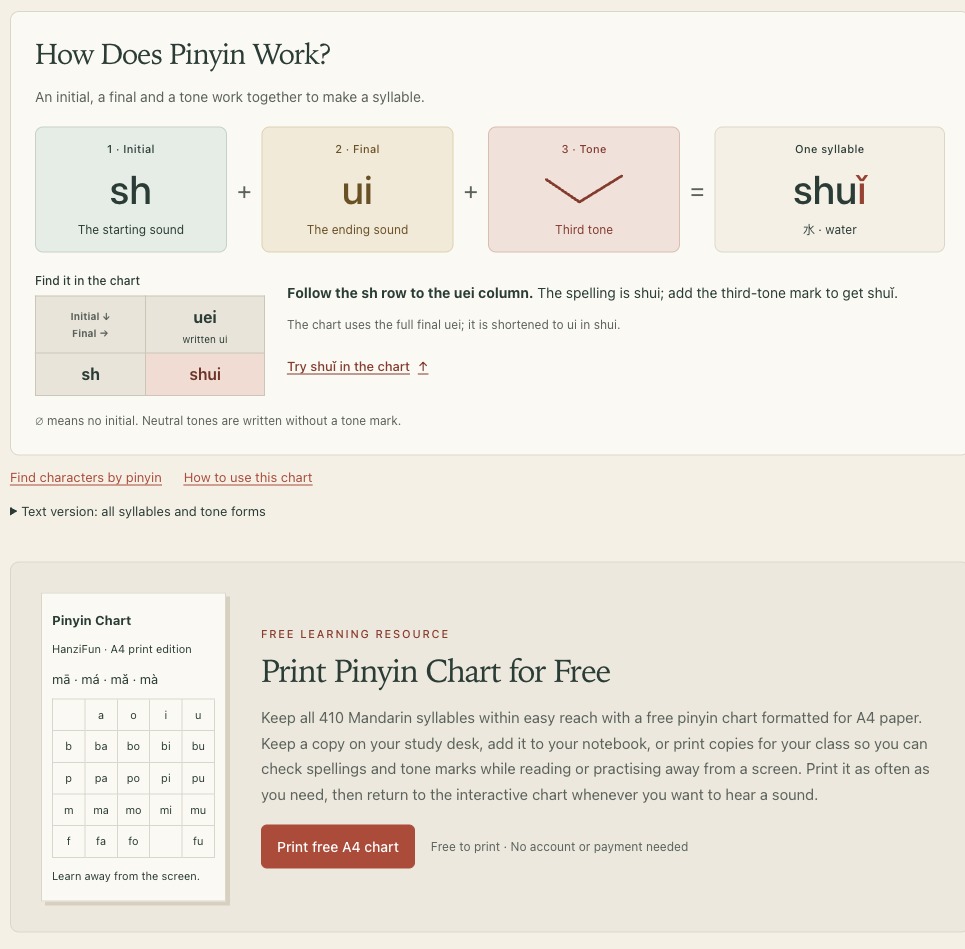 How Does Pinyin Work?
An initial, a final and a tone work together to make a syllable.
1 · Initial
sh
The starting sound
+
2 · Final
ui
The ending sound
+
3 · Tone
Third tone
=
One syllable
shuǐ
水 · water
Find it in the chart
Initial ↓
Final →
uei
written ui
sh
shui
Follow the sh row to the uei column. The spelling is shui; add the third-tone mark to get shuǐ.
The chart uses the full final uei; it is shortened to ui in shui.
Try shuǐ in the chart ↑
∅ means no initial. Neutral tones are written without a tone mark.
Find characters by pinyin How to use this chart
▶ Text version: all syllables and tone forms
Pinyin Chart
HanziFun · A4 print edition
mā · má · mǎ · mà
a o i u
b ba bo bi bu
p pa po pi pu
m ma mo mi mu
f fa fo fu
Learn away from the screen.
FREE LEARNING RESOURCE
Print Pinyin Chart for Free
Keep all 410 Mandarin syllables within easy reach with a free pinyin chart formatted for A4 paper.
Keep a copy on your study desk, add it to your notebook, or print copies for your class so you can
check spellings and tone marks while reading or practising away from a screen. Print it as often as
you need, then return to the interactive chart whenever you want to hear a sound.
Print free A4 chart
Free to print · No account or payment needed